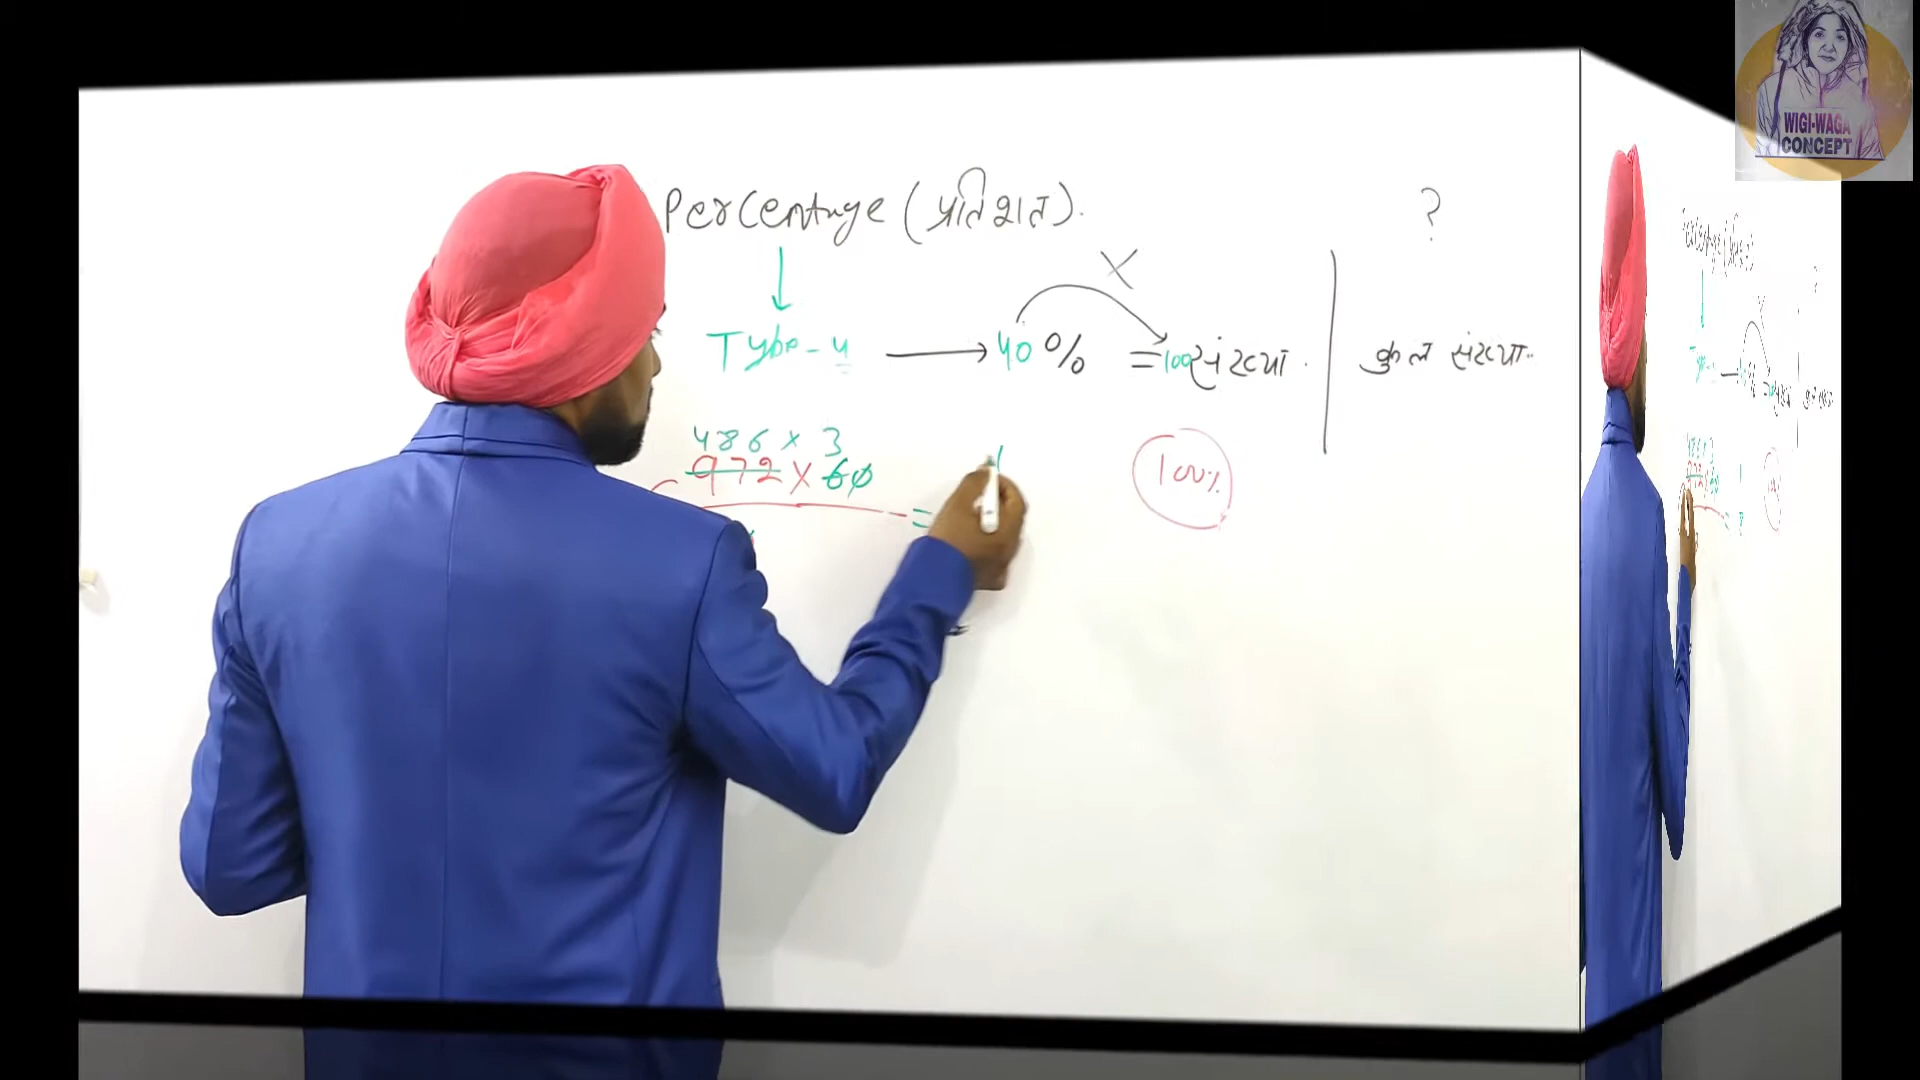 Percentage (प्रतिशत).
?
Type-4 → 40 % = 100 संख्या .
कुल संख्या..
486 x 3
972 x 60
=
100%
WIGI-WAGA
CONCEPT